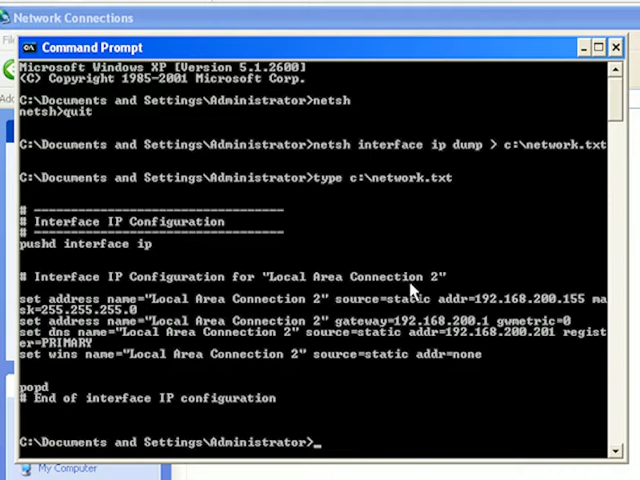 Network Connections
Command Prompt
Microsoft Windows XP [Version 5.1.2600]
(C) Copyright 1985-2001 Microsoft Corp.
C:\Documents and Settings\Administrator>netsh
netsh>quit
C:\Documents and Settings\Administrator>netsh interface ip dump > c:\network.txt
C:\Documents and Settings\Administrator>type c:\network.txt
# ----------------------------------
# Interface IP Configuration
# ----------------------------------
pushd interface ip
# Interface IP Configuration for "Local Area Connection 2"
set address name="Local Area Connection 2" source=static addr=192.168.200.155 ma
sk=255.255.255.0
set address name="Local Area Connection 2" gateway=192.168.200.1 gwmetric=0
set dns name="Local Area Connection 2" source=static addr=192.168.200.201 regist
er=PRIMARY
set wins name="Local Area Connection 2" source=static addr=none
popd
# End of interface IP configuration
C:\Documents and Settings\Administrator>_
My Computer